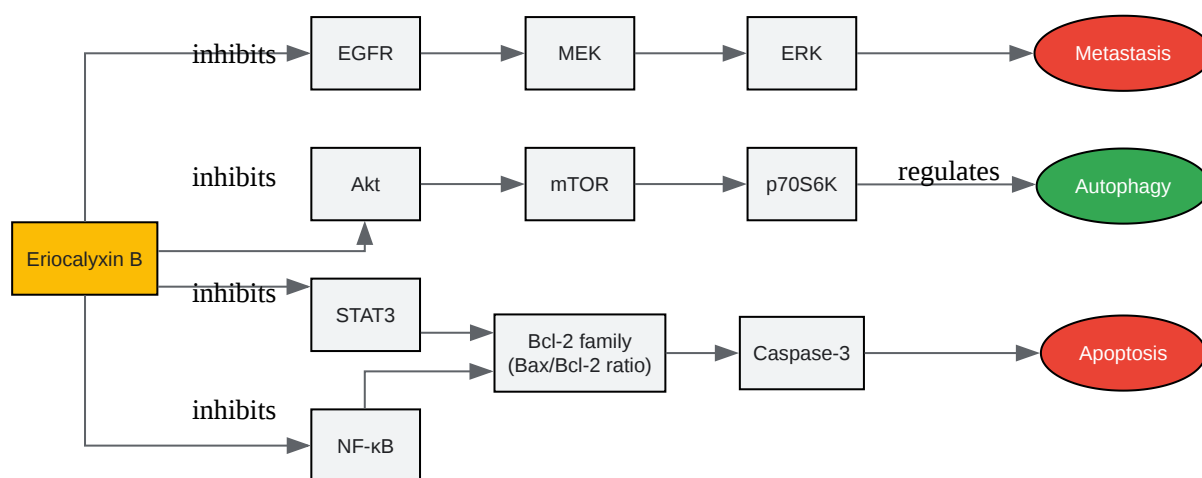 inhibits
EGFR
MEK
ERK
Metastasis
inhibits
Akt
mTOR
p70S6K
regulates
Autophagy
Eriocalyxin B
inhibits
STAT3
Bcl-2 family
(Bax/Bcl-2 ratio)
Caspase-3
Apoptosis
inhibits
NF-κB